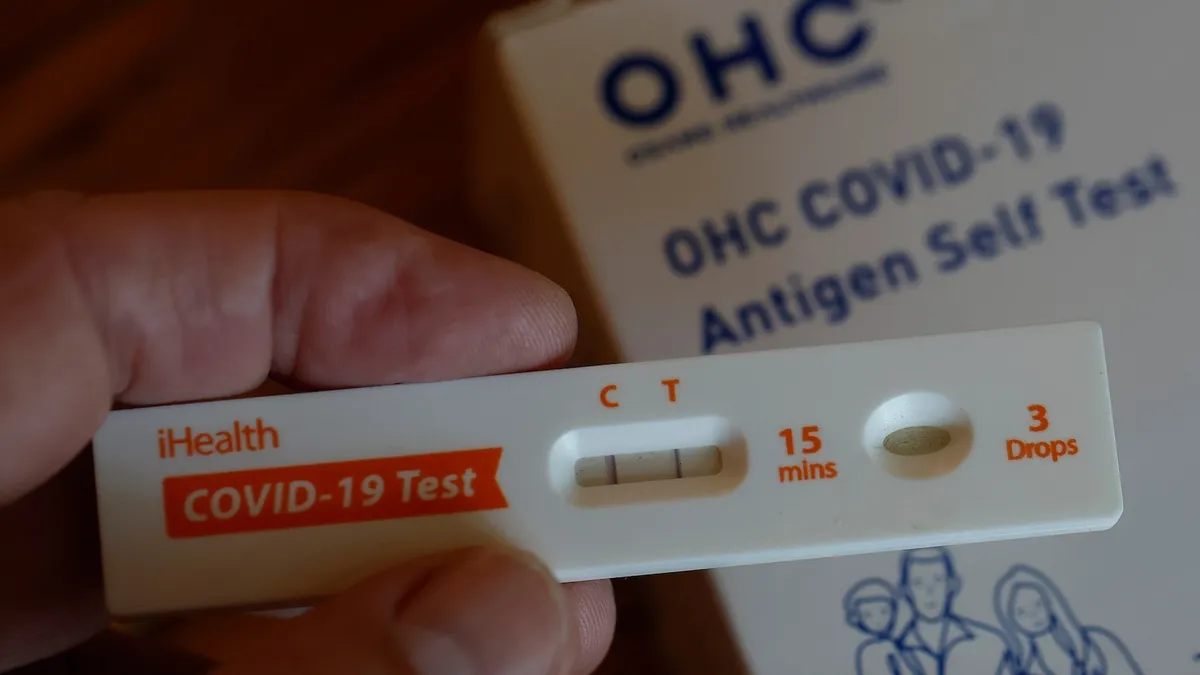 OHC
OHC COVID-19
Antigen Self Test
C T
iHealth
COVID-19 Test
15
mins
3
Drops